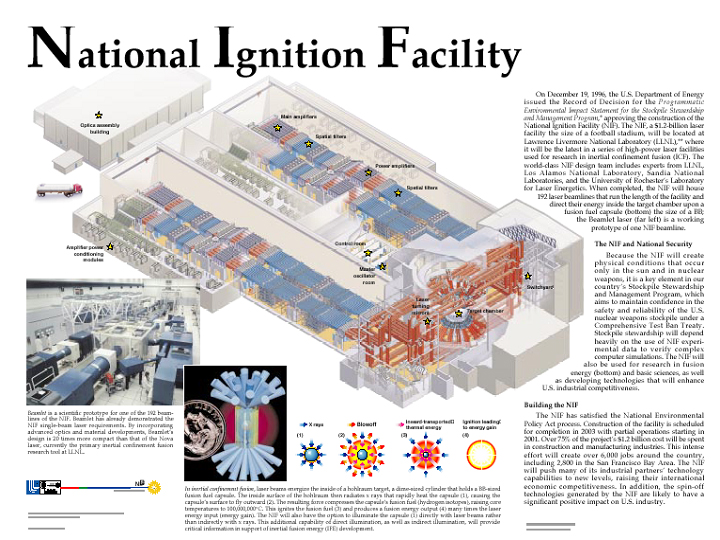 National Ignition Facility
On December 19, 1996, the U.S. Department of Energy
issued the Record of Decision for the Programmatic
Environmental Impact Statement for the Stockpile Stewardship
and Management Program,* approving the construction of the
National Ignition Facility (NIF). The NIF, a $1.2-billion laser
facility the size of a football stadium, will be located at
Lawrence Livermore National Laboratory (LLNL),** where
it will be the latest in a series of high-power laser facilities
used for research in inertial confinement fusion (ICF). The
world-class NIF design team includes experts from LLNL,
Los Alamos National Laboratory, Sandia National
Laboratories, and the University of Rochester's Laboratory
for Laser Energetics. When completed, the NIF will house
192 laser beamlines that run the length of the facility and
direct their energy inside the target chamber upon a
fusion fuel capsule (bottom) the size of a BB;
the Beamlet laser (far left) is a working
prototype of one NIF beamline.
The NIF and National Security
Because the NIF will create
physical conditions that occur
only in the sun and in nuclear
weapons, it is a key element in our
country's Stockpile Stewardship
and Management Program, which
aims to maintain confidence in the
safety and reliability of the U.S.
nuclear weapons stockpile under a
Comprehensive Test Ban Treaty.
Stockpile stewardship will depend
heavily on the use of NIF experi-
mental data to verify complex
computer simulations. The NIF will
also be used for research in fusion
energy (bottom) and basic sciences, as well
as developing technologies that will enhance
U.S. industrial competitiveness.
Building the NIF
The NIF has satisfied the National Environmental
Policy Act process. Construction of the facility is scheduled
for completion in 2003 with partial operations starting in
2001. Over 75% of the project's $1.2 billion cost will be spent
in construction and manufacturing industries. This intense
effort will create over 6,000 jobs around the country,
including 2,800 in the San Francisco Bay Area. The NIF
will push many of its industrial partners' technology
capabilities to new levels, raising their international
economic competitiveness. In addition, the spin-off
technologies generated by the NIF are likely to have a
significant positive impact on U.S. industry.
Optics assembly
building
Main amplifiers
Spatial filters
Power amplifiers
Spatial filters
Amplifier power
conditioning
modules
Control room
Master
oscillator
room
Switchyard
Laser
turning
mirrors
Target chamber
Beamlet is a scientific prototype for one of the 192 beam-
lines of the NIF. Beamlet has already demonstrated the
NIF single-beam laser requirements. By incorporating
advanced optics and material developments, Beamlet's
design is 20 times more compact than that of the Nova
laser, currently the primary inertial confinement fusion
research tool at LLNL.
X rays
(1)
Blowoff
(2)
Inward-transported
thermal energy
(3)
Ignition leading
to energy gain
(4)
In inertial confinement fusion, laser beams energize the inside of a hohlraum target, a dime-sized cylinder that holds a BB-sized
fusion fuel capsule. The inside surface of the hohlraum then radiates x rays that rapidly heat the capsule (1), causing the
capsule's surface to fly outward (2). The resulting force compresses the capsule's fuel (hydrogen isotopes), raising core
temperatures to 100,000,000°C. This ignites the fusion fuel (3) and produces a fusion energy output (4) many times the laser
energy input (energy gain). The NIF will also have the option to illuminate the capsule (1) directly with laser beams rather
than indirectly with x rays. This additional capability of direct illumination, as well as indirect illumination, will provide
critical information in support of inertial fusion energy (IFE) development.